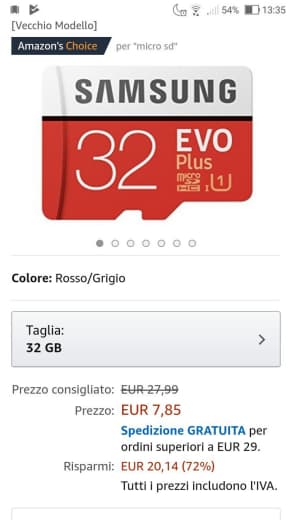 54% 13:35
[Vecchio Modello]
Amazon's Choice per "micro sd"
SAMSUNG
32 EVO
Plus
micro
SD
HC I U1
Colore: Rosso/Grigio
Taglia:
32 GB
Prezzo consigliato: EUR 27,99
Prezzo: EUR 7,85
Spedizione GRATUITA per
ordini superiori a EUR 29.
Risparmi: EUR 20,14 (72%)
Tutti i prezzi includono l'IVA.